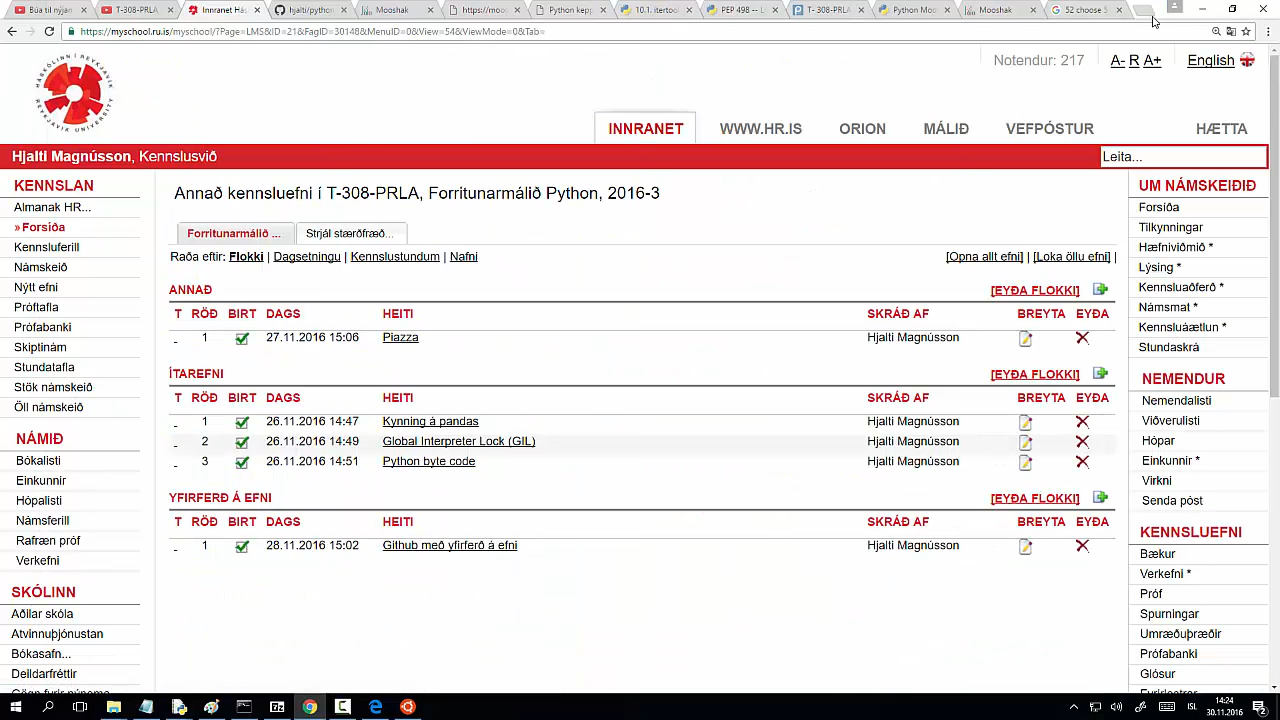 Búa til nýjan
T-308-PRLA
Innranet Há
hjalti/python
Mooshak
https://moo
Python kepp
10.1. itertool
PEP 498 -- L
T-308-PRLA
Python Moo
Mooshak
52 choose 5
https://myschool.ru.is/myschool/?Page=LMS&ID=21&FagID=30148&MenuID=0&View=54&ViewMode=0&Tab=
HÁSKÓLINN Í REYKJAVÍK
REYKJAVIK UNIVERSITY
Notendur: 217
A- R A+
English
INNRANET
WWW.HR.IS
ORION
MÁLIÐ
VEFPÓSTUR
HÆTTA
Hjalti Magnússon, Kennslusvið
Leita...
KENNSLAN
Almanak HR...
»Forsíða
Kennsluferill
Námskeið
Nýtt efni
Próftafla
Prófabanki
Skiptinám
Stundatafla
Stök námskeið
Öll námskeið
NÁMIÐ
Bókalisti
Einkunnir
Hópalisti
Námsferill
Rafræn próf
Verkefni
SKÓLINN
Aðilar skóla
Atvinnuþjónustan
Bókasafn...
Deildarfréttir
Annað kennsluefni í T-308-PRLA, Forritunarmálið Python, 2016-3
Forritunarmálið ...
Strjál stærðfræð...
Raða eftir: Flokki | Dagsetningu | Kennslustundum | Nafni
[Opna allt efni] | [Loka öllu efni] |
ANNAÐ
[EYÐA FLOKKI]
T RÖÐ BIRT DAGS HEITI SKRÁÐ AF BREYTA EYÐA
1 27.11.2016 15:06 Piazza Hjalti Magnússon
ÍTAREFNI
[EYÐA FLOKKI]
T RÖÐ BIRT DAGS HEITI SKRÁÐ AF BREYTA EYÐA
1 26.11.2016 14:47 Kynning á pandas Hjalti Magnússon
2 26.11.2016 14:49 Global Interpreter Lock (GIL) Hjalti Magnússon
3 26.11.2016 14:51 Python byte code Hjalti Magnússon
YFIRFERÐ Á EFNI
[EYÐA FLOKKI]
T RÖÐ BIRT DAGS HEITI SKRÁÐ AF BREYTA EYÐA
1 28.11.2016 15:02 Github með yfirferð á efni Hjalti Magnússon
UM NÁMSKEIÐIÐ
Forsíða
Tilkynningar
Hæfniviðmið *
Lýsing *
Kennsluaðferð *
Námsmat *
Kennsluáætlun *
Stundaskrá
NEMENDUR
Nemendalisti
Viðverulisti
Hópar
Einkunnir *
Virkni
Senda póst
KENNSLUEFNI
Bækur
Verkefni *
Próf
Spurningar
Umræðuþræðir
Prófabanki
Glósur
ISL
14:24
30.11.2016
2